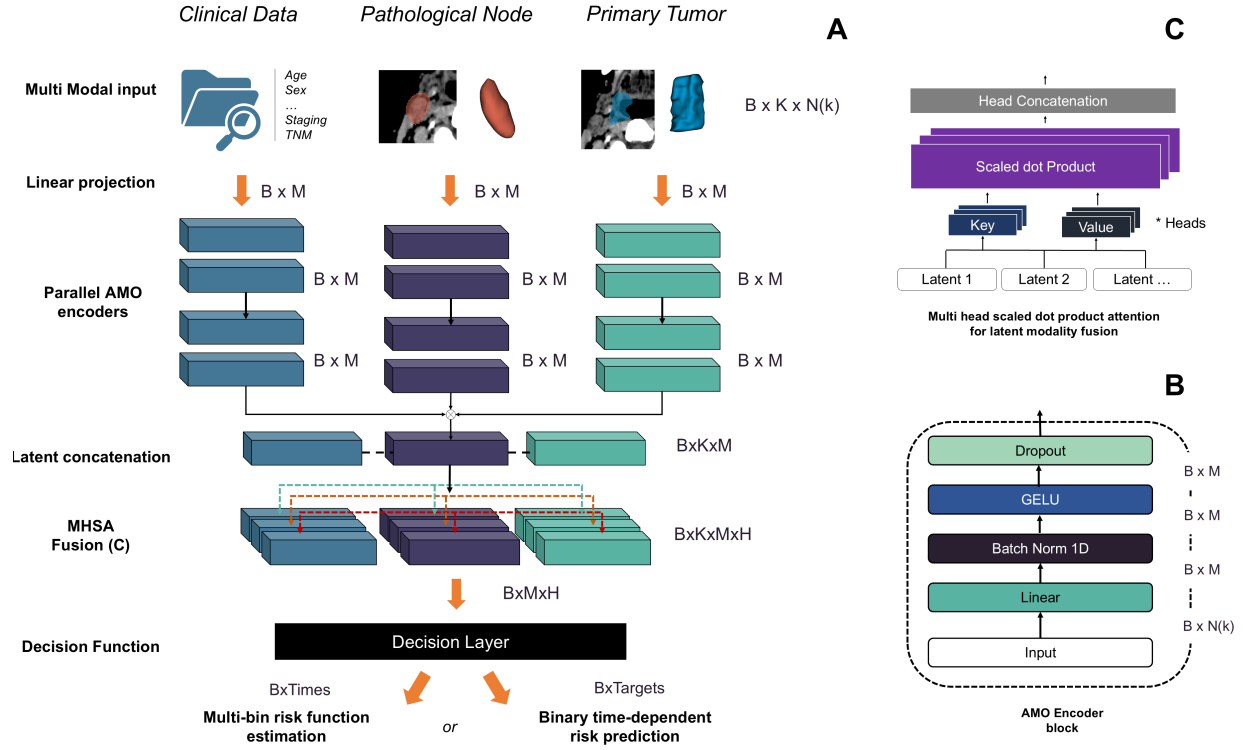 Clinical Data
Pathological Node
Primary Tumor
A
Multi Modal input
Age
Sex
…
Staging
TNM
B x K x N(k)
Linear projection
B x M
B x M
B x M
Parallel AMO
encoders
B x M
B x M
B x M
B x M
B x M
B x M
Latent concatenation
BxKxM
MHSA
Fusion (C)
BxKxMxH
BxMxH
Decision Function
Decision Layer
BxTimes
BxTargets
Multi-bin risk function
estimation
or
Binary time-dependent
risk prediction
C
Head Concatenation
Scaled dot Product
Key
Value
* Heads
Latent 1
Latent 2
Latent …
Multi head scaled dot product attention
for latent modality fusion
B
Dropout
B x M
GELU
B x M
Batch Norm 1D
B x M
Linear
B x N(k)
Input
AMO Encoder
block